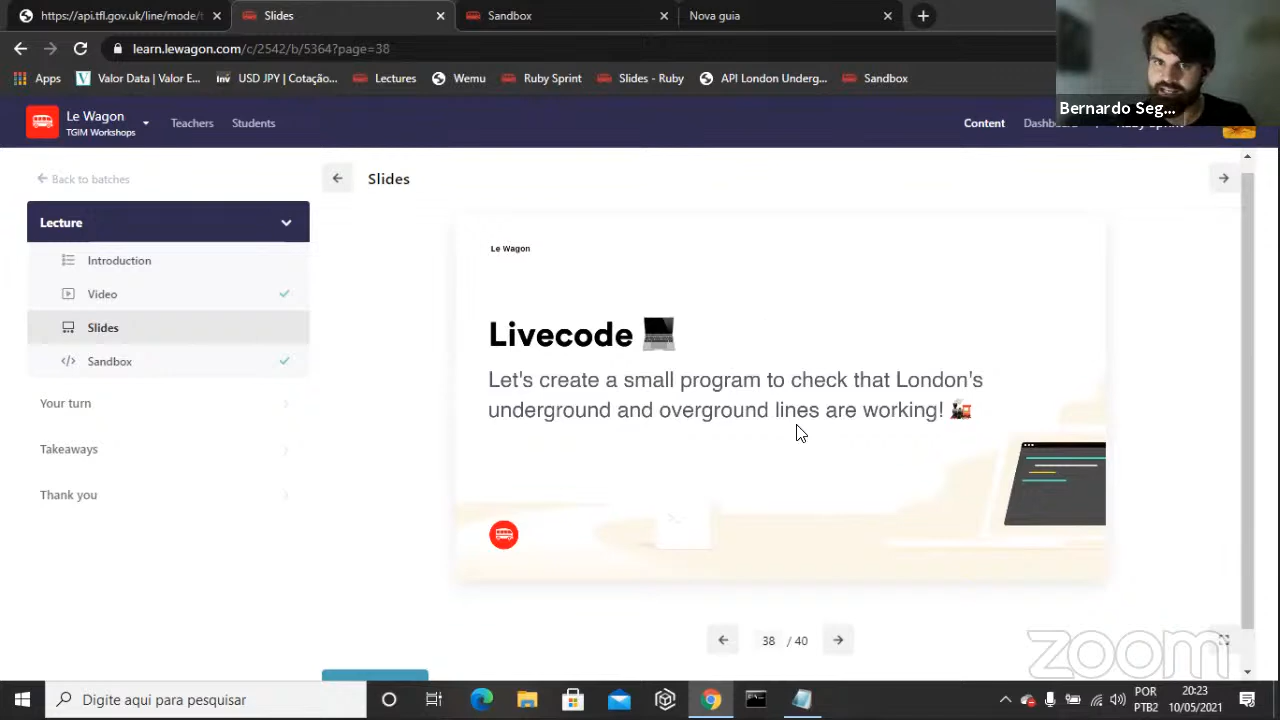 https://api.tfl.gov.uk/line/mode/t
Slides
Sandbox
Nova guia
learn.lewagon.com/c/2542/b/5364?page=38
Apps
Valor Data | Valor E...
inv
USD JPY | Cotação...
Lectures
Wemu
Ruby Sprint
Slides - Ruby
API London Underg...
Sandbox
Bernardo Seg...
Le Wagon
TGIM Workshops
Teachers
Students
Content
Back to batches
Slides
Lecture
Introduction
Video
Slides
Sandbox
Your turn
Takeaways
Thank you
Le Wagon
Livecode
Let's create a small program to check that London's
underground and overground lines are working!
38 / 40
zoom
Digite aqui para pesquisar
POR
PTB2
20:23
10/05/2021